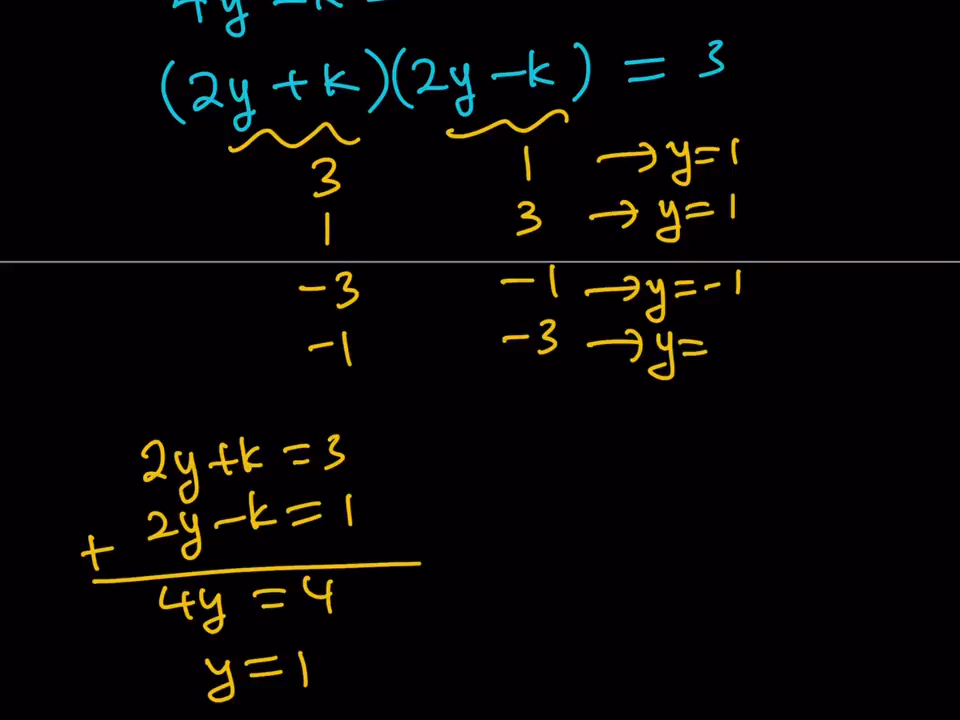 4y - k =
(2y + k)(2y - k) = 3
3 1 → y = 1
1 3 → y = 1
-3 -1 → y = -1
-1 -3 → y =
2y + k = 3
+ 2y - k = 1
4y = 4
y = 1